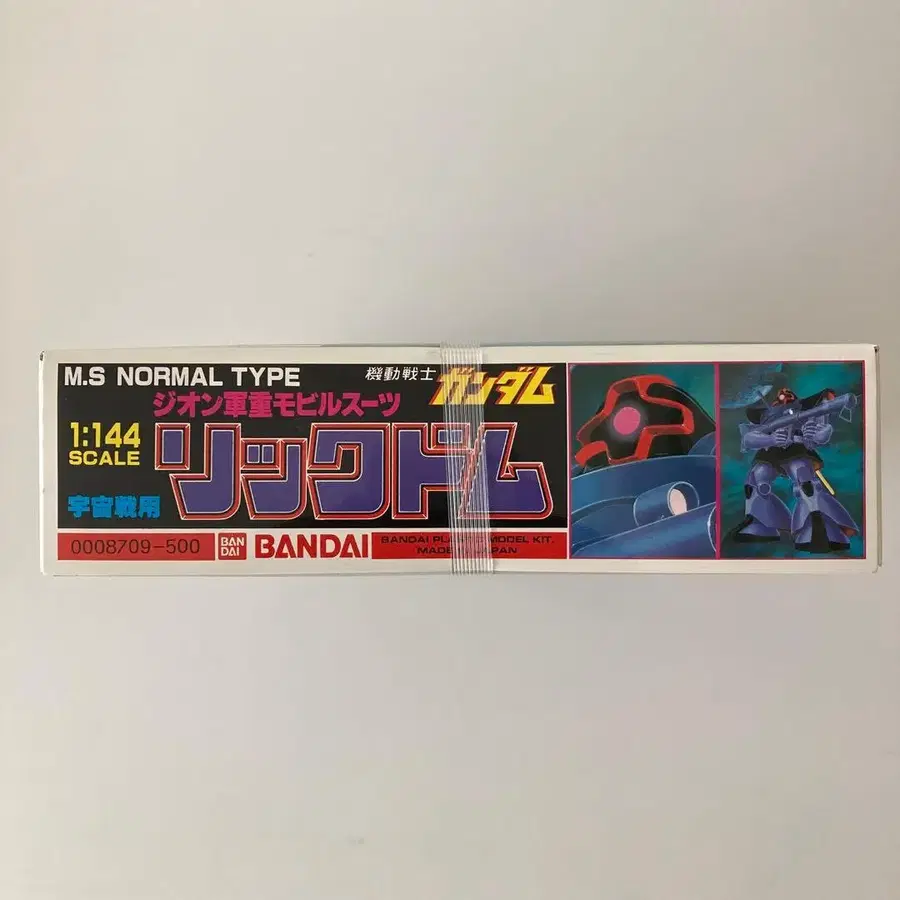 M.S NORMAL TYPE
機動戦士 ガンダム
ジオン軍重モビルスーツ
1:144
SCALE
リックドム
宇宙戦用
0008709-500
BAN
DAI
BANDAI
BANDAI PLASTIC MODEL KIT.
MADE IN JAPAN